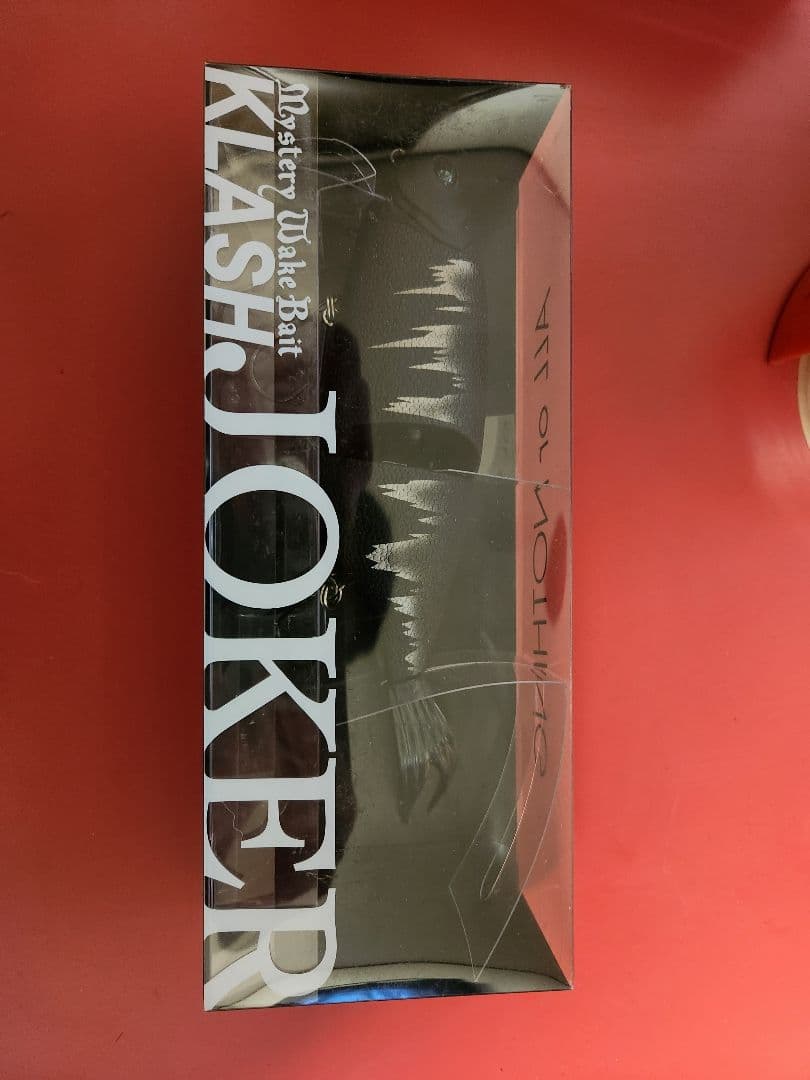 Mystery Wake Bait
KLASH JOKER
ALL or NOTHING